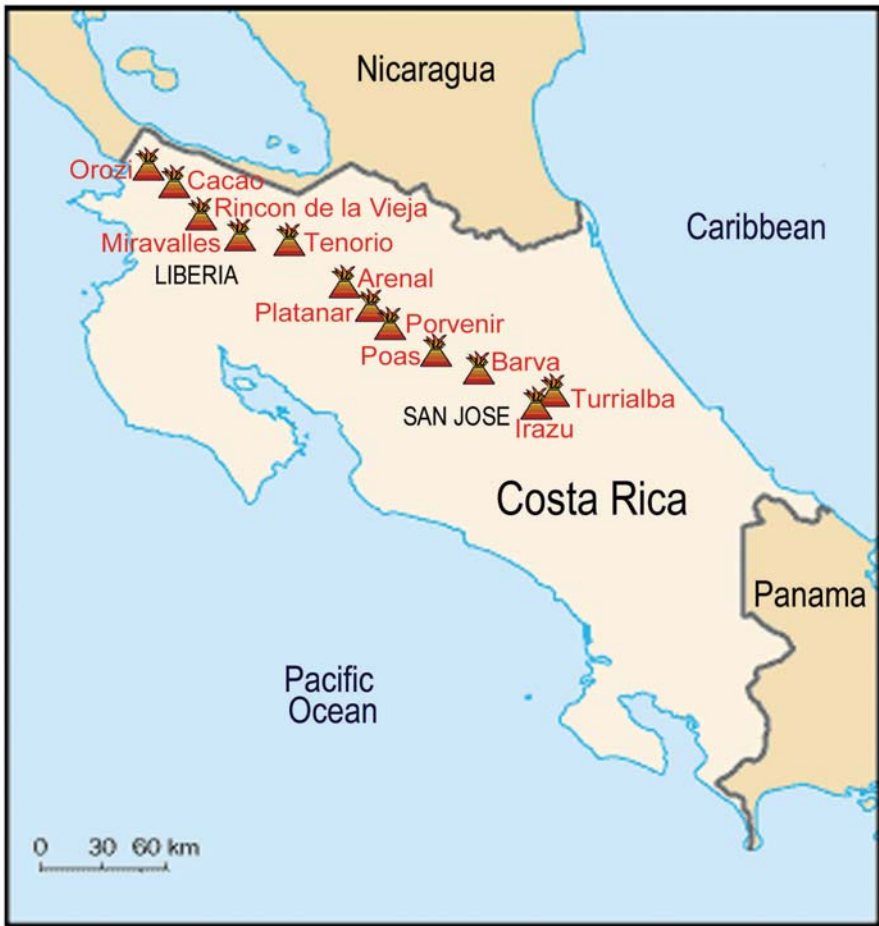 Nicaragua
Orozi
Cacao
Rincon de la Vieja
Caribbean
Miravalles
Tenorio
LIBERIA
Arenal
Platanar
Porvenir
Poas
Barva
Turrialba
SAN JOSE
Irazu
Costa Rica
Panama
Pacific
Ocean
0 30 60 km